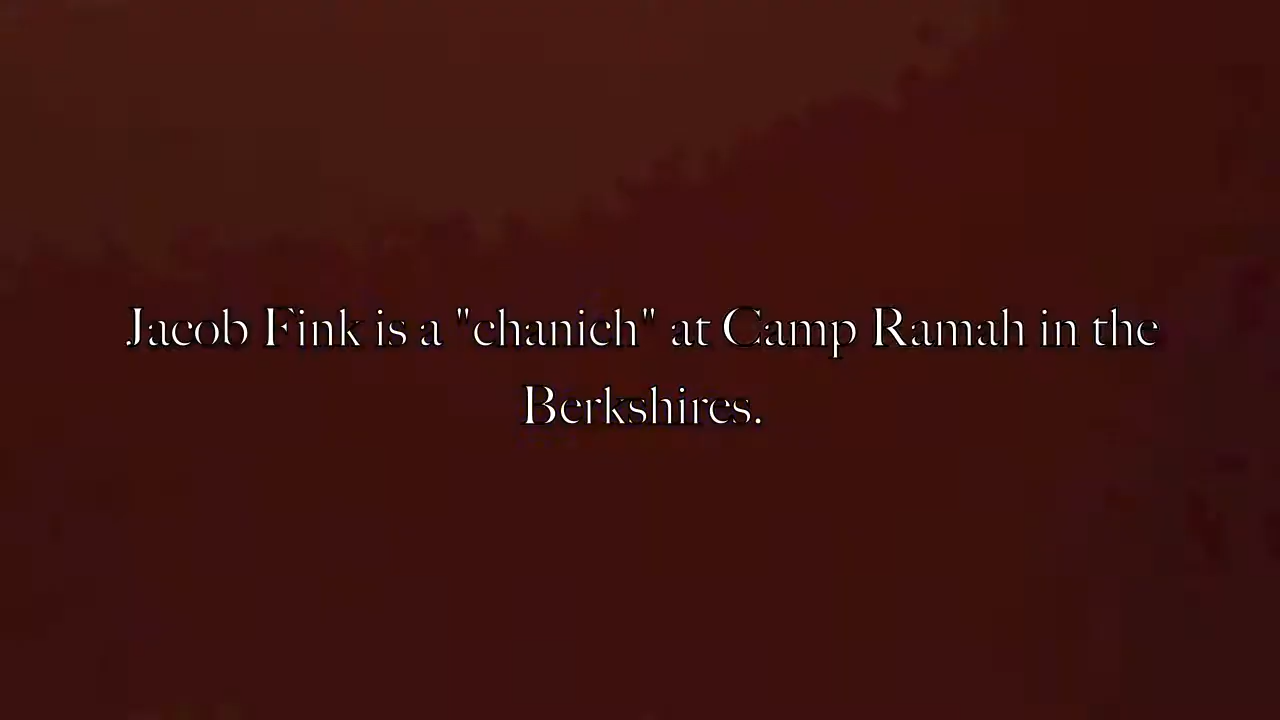 Jacob Fink is a "chanich" at Camp Ramah in the
Berkshires.